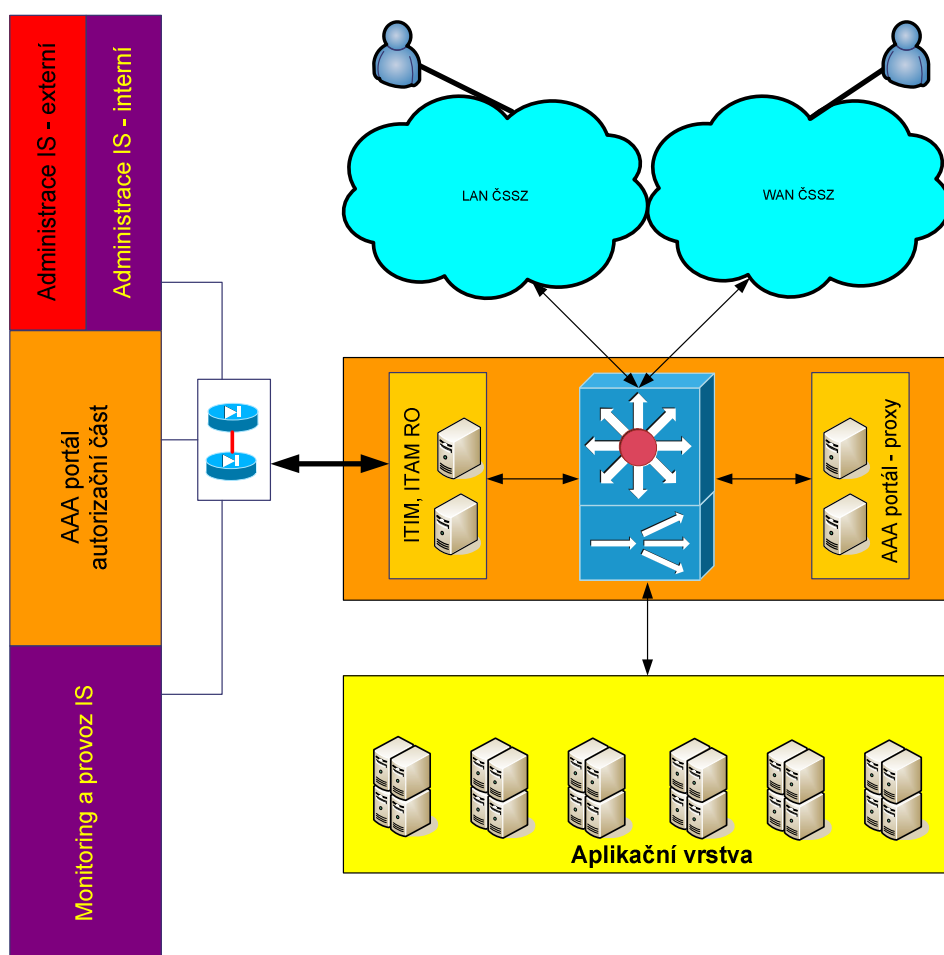 Administrace IS - externí
Administrace IS - interní
LAN ČSSZ
WAN ČSSZ
AAA portál
autorizační část
ITIM, ITAM RO
AAA portál - proxy
Monitoring a provoz IS
Aplikační vrstva